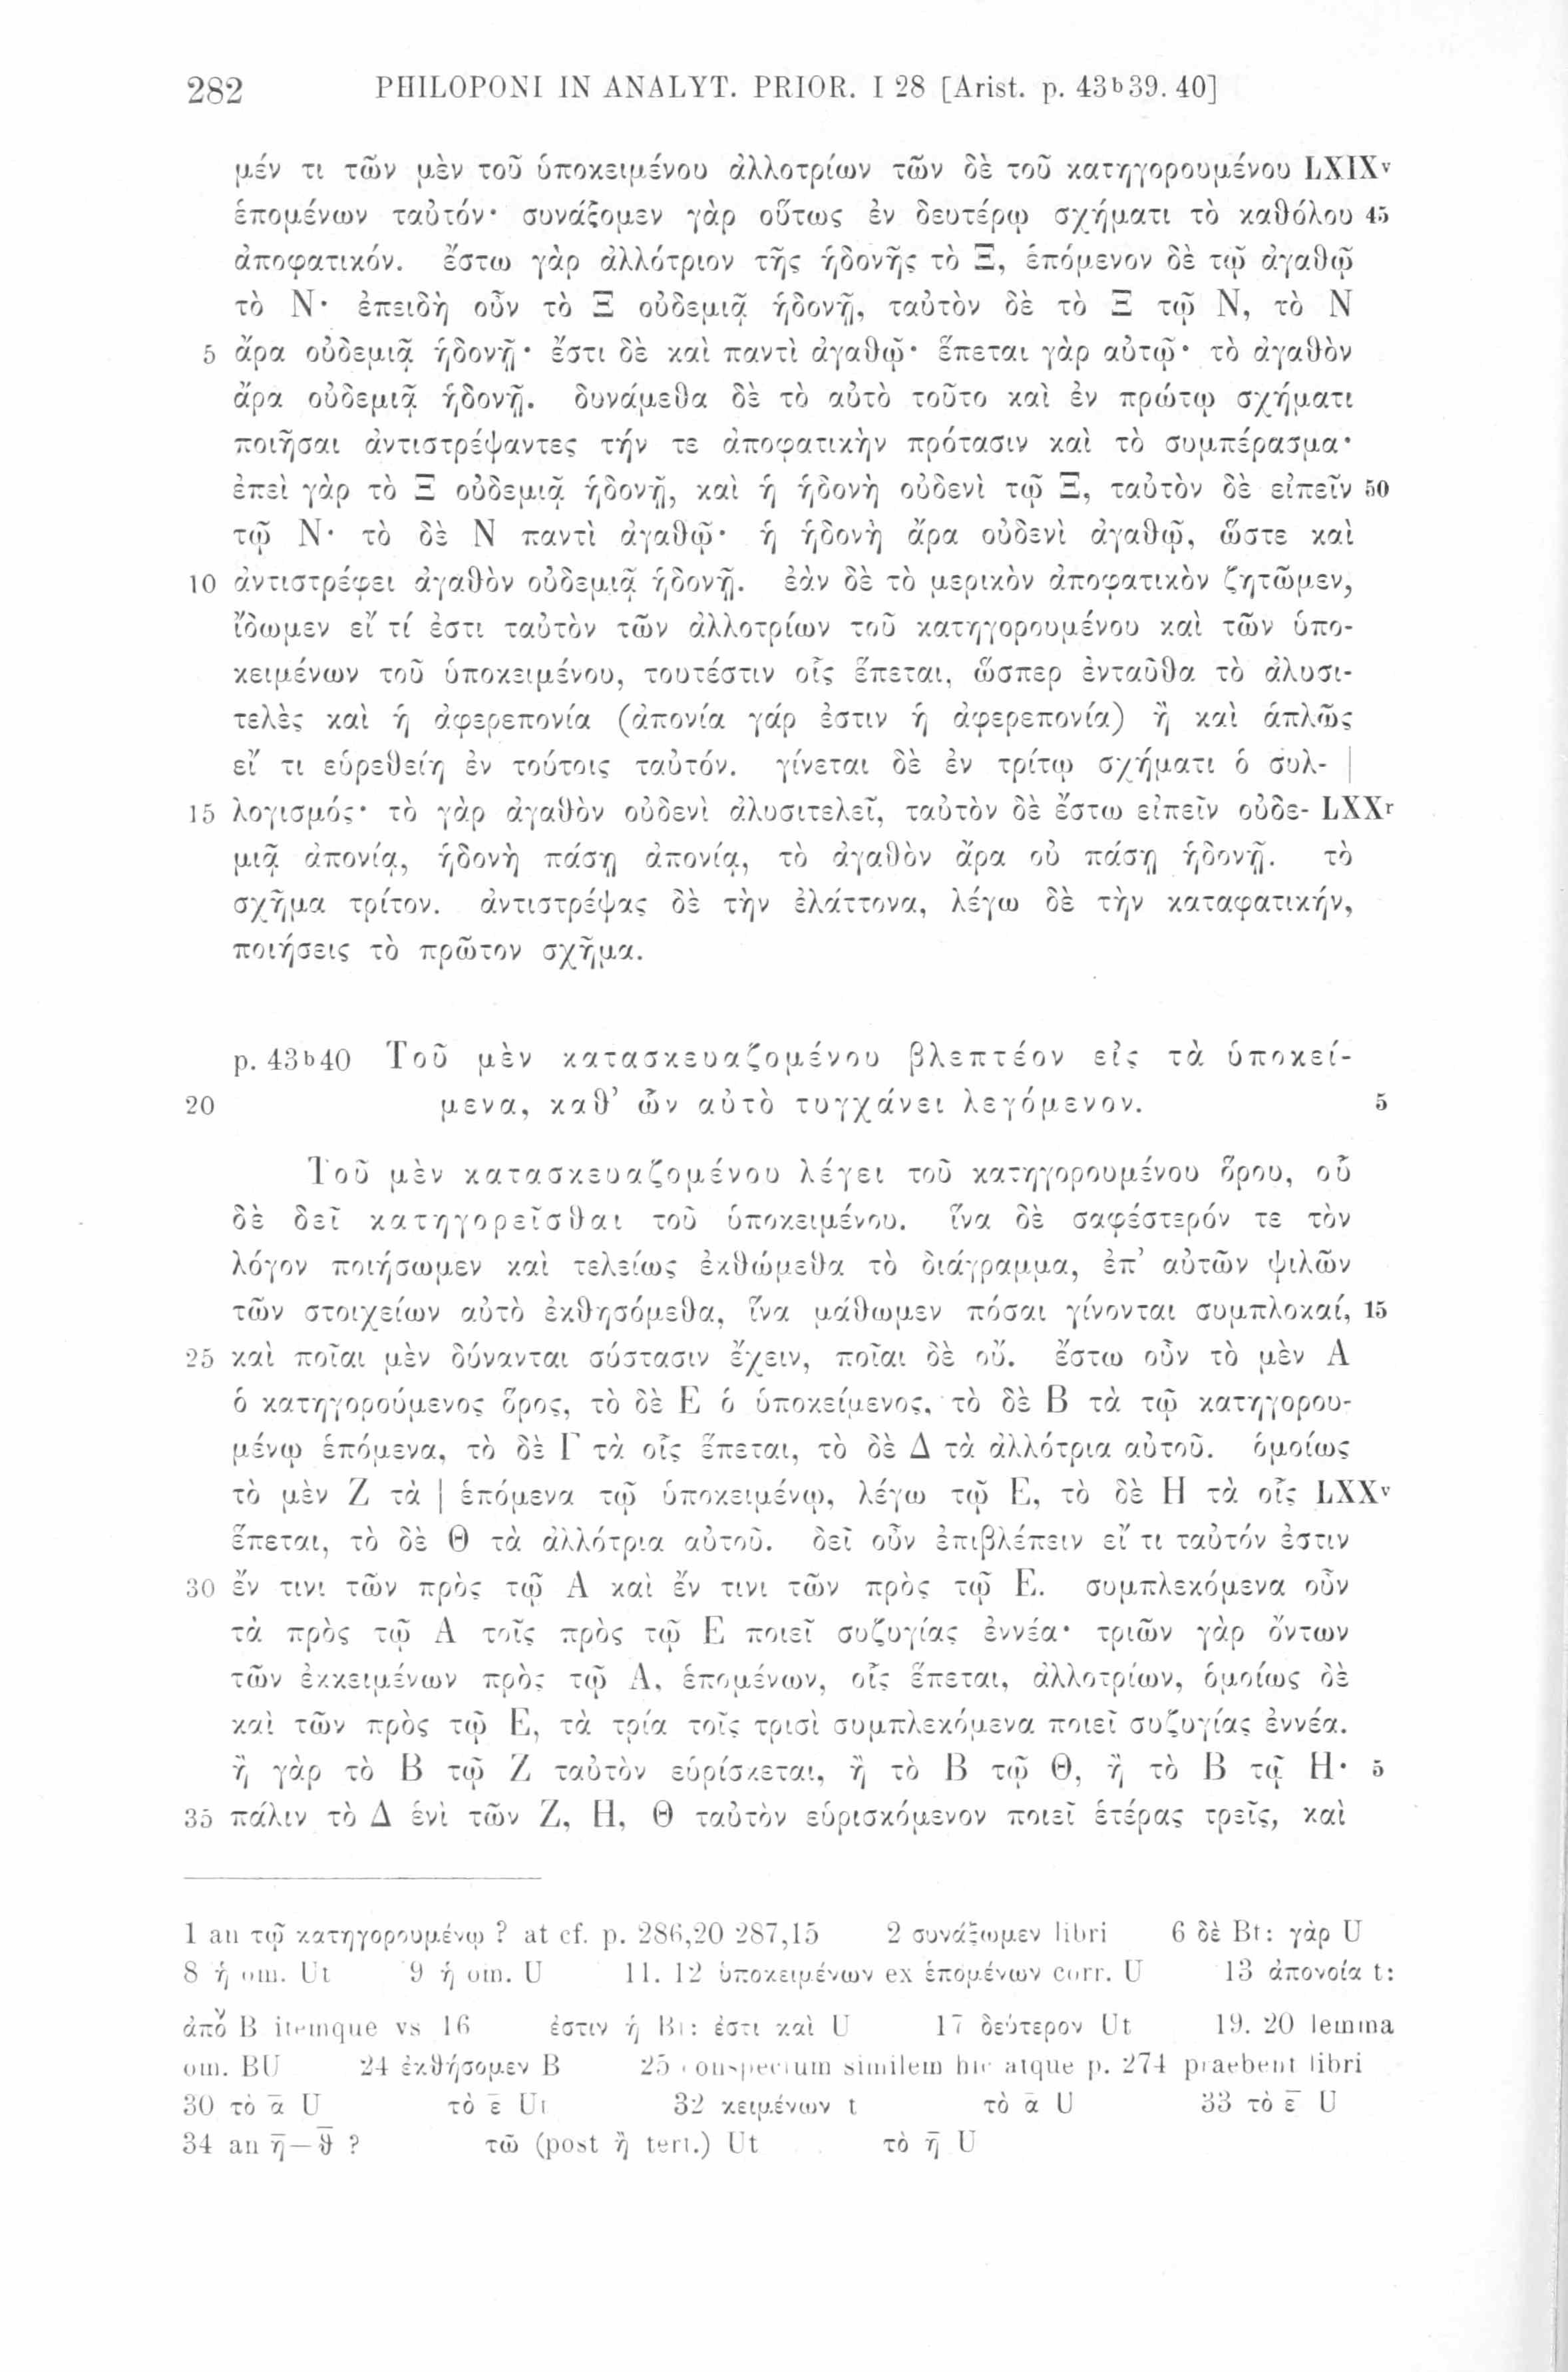 282 PHILOPONI IN ANALYT. PRIOR. I 28 [Arist. p. 43b39. 40]
μέν τι τῶν μὲν τοῦ ὑποκειμένου ἀλλοτρίων τῶν δὲ τοῦ κατηγορουμένου LXIXv
ἑπομένων ταὐτόν· συνάξομεν γὰρ οὕτως ἐν δευτέρῳ σχήματι τὸ καθόλου 45
ἀποφατικόν. ἔστω γὰρ ἀλλότριον τῆς ἡδονῆς τὸ Ξ, ἑπόμενον δὲ τῷ ἀγαθῷ
τὸ Ν· ἐπειδὴ οὖν τὸ Ξ οὐδεμιᾷ ἡδονῇ, ταὐτὸν δὲ τὸ Ξ τῷ Ν, τὸ Ν
5 ἄρα οὐδεμιᾷ ἡδονῇ· ἔστι δὲ καὶ παντὶ ἀγαθῷ· ἕπεται γὰρ αὐτῷ· τὸ ἀγαθὸν
ἄρα οὐδεμιᾷ ἡδονῇ. δυνάμεθα δὲ τὸ αὐτὸ τοῦτο καὶ ἐν πρώτῳ σχήματι
ποιῆσαι ἀντιστρέψαντες τήν τε ἀποφατικὴν πρότασιν καὶ τὸ συμπέρασμα·
ἐπεὶ γὰρ τὸ Ξ οὐδεμιᾷ ἡδονῇ, καὶ ἡ ἡδονὴ οὐδενὶ τῷ Ξ, ταὐτὸν δὲ εἰπεῖν 50
τῷ Ν· τὸ δὲ Ν παντὶ ἀγαθῷ· ἡ ἡδονὴ ἄρα οὐδενὶ ἀγαθῷ, ὥστε καὶ
10 ἀντιστρέφει ἀγαθὸν οὐδεμιᾷ ἡδονῇ. ἐὰν δὲ τὸ μερικὸν ἀποφατικὸν ζητῶμεν,
ἴδωμεν εἴ τί ἐστι ταὐτὸν τῶν ἀλλοτρίων τοῦ κατηγορουμένου καὶ τῶν ὑπο-
κειμένων τοῦ ὑποκειμένου, τουτέστιν οἷς ἕπεται, ὥσπερ ἐνταῦθα τὸ ἀλυσι-
τελὲς καὶ ἡ ἀφερεπονία (ἀπονία γάρ ἐστιν ἡ ἀφερεπονία) ἢ καὶ ἁπλῶς
εἴ τι εὑρεθείη ἐν τούτοις ταὐτόν. γίνεται δὲ ἐν τρίτῳ σχήματι ὁ συλ- |
15 λογισμός· τὸ γὰρ ἀγαθὸν οὐδενὶ ἀλυσιτελεῖ, ταὐτὸν δὲ ἔστω εἰπεῖν οὐδε- LXXr
μιᾷ ἀπονίᾳ, ἡδονὴ πάσῃ ἀπονίᾳ, τὸ ἀγαθὸν ἄρα οὐ πάσῃ ἡδονῇ. τὸ
σχῆμα τρίτον. ἀντιστρέψας δὲ τὴν ἐλάττονα, λέγω δὲ τὴν καταφατικήν,
ποιήσεις τὸ πρῶτον σχῆμα.
p. 43b40 Τοῦ μὲν κατασκευαζομένου βλεπτέον εἰς τὰ ὑποκεί-
20 μενα, καθ’ ὧν αὐτὸ τυγχάνει λεγόμενον. 5
Τοῦ μὲν κατασκευαζομένου λέγει τοῦ κατηγορουμένου ὅρου, οὗ
δὲ δεῖ κατηγορεῖσθαι τοῦ ὑποκειμένου. ἵνα δὲ σαφέστερόν τε τὸν
λόγον ποιήσωμεν καὶ τελείως ἐκθώμεθα τὸ διάγραμμα, ἐπ’ αὐτῶν ψιλῶν
τῶν στοιχείων αὐτὸ ἐκθησόμεθα, ἵνα μάθωμεν πόσαι γίνονται συμπλοκαί, 15
25 καὶ ποῖαι μὲν δύνανται σύστασιν ἔχειν, ποῖαι δὲ οὔ. ἔστω οὖν τὸ μὲν Α
ὁ κατηγορούμενος ὅρος, τὸ δὲ Ε ὁ ὑποκείμενος, τὸ δὲ Β τὰ τῷ κατηγορου-
μένῳ ἑπόμενα, τὸ δὲ Γ τὰ οἷς ἕπεται, τὸ δὲ Δ τὰ ἀλλότρια αὐτοῦ. ὁμοίως
τὸ μὲν Ζ τὰ | ἑπόμενα τῷ ὑποκειμένῳ, λέγω τῷ Ε, τὸ δὲ Η τὰ οἷς LXXv
ἕπεται, τὸ δὲ Θ τὰ ἀλλότρια αὐτοῦ. δεῖ οὖν ἐπιβλέπειν εἴ τι ταὐτόν ἐστιν
30 ἔν τινι τῶν πρὸς τῷ Α καὶ ἔν τινι τῶν πρὸς τῷ Ε. συμπλεκόμενα οὖν
τὰ πρὸς τῷ Α τοῖς πρὸς τῷ Ε ποιεῖ συζυγίας ἐννέα· τριῶν γὰρ ὄντων
τῶν ἐκκειμένων πρὸς τῷ Α, ἑπομένων, οἷς ἕπεται, ἀλλοτρίων, ὁμοίως δὲ
καὶ τῶν πρὸς τῷ Ε, τὰ τρία τοῖς τρισὶ συμπλεκόμενα ποιεῖ συζυγίας ἐννέα.
ἢ γὰρ τὸ Β τῷ Ζ ταὐτὸν εὑρίσκεται, ἢ τὸ Β τῷ Θ, ἢ τὸ Β τῷ Η· 5
35 πάλιν τὸ Δ ἑνὶ τῶν Ζ, Η, Θ ταὐτὸν εὑρισκόμενον ποιεῖ ἑτέρας τρεῖς, καὶ
1 an τῷ κατηγορουμένῳ ? at cf. p. 286,20 287,15 2 συνάξωμεν libri 6 δὲ Bt: γὰρ U
8 ἡ om. Ut 9 ἡ om. U 11. 12 ὑποκειμένων ex ἑπομένων corr. U 13 ἀπονοία t:
ἀπο B itemque vs 16 ἐστιν ἡ Bt: ἐστι καὶ U 17 δεύτερον Ut 19. 20 lemma
om. BU 24 ἐκθήσομεν B 25 conspectum similem hic atque p. 274 praebent libri
30 τὸ ᾱ U τὸ ε̄ Ut 32 κειμένων t τὸ ᾱ U 33 τὸ ε̄ U
34 an η̄—θ̄ ? τῶ (post ἢ tert.) Ut τὸ η̄ U